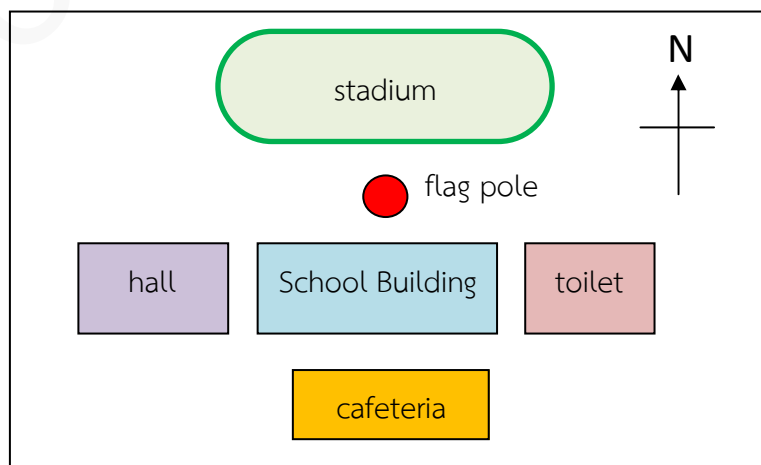 stadium
N
flag pole
hall
School Building
toilet
cafeteria